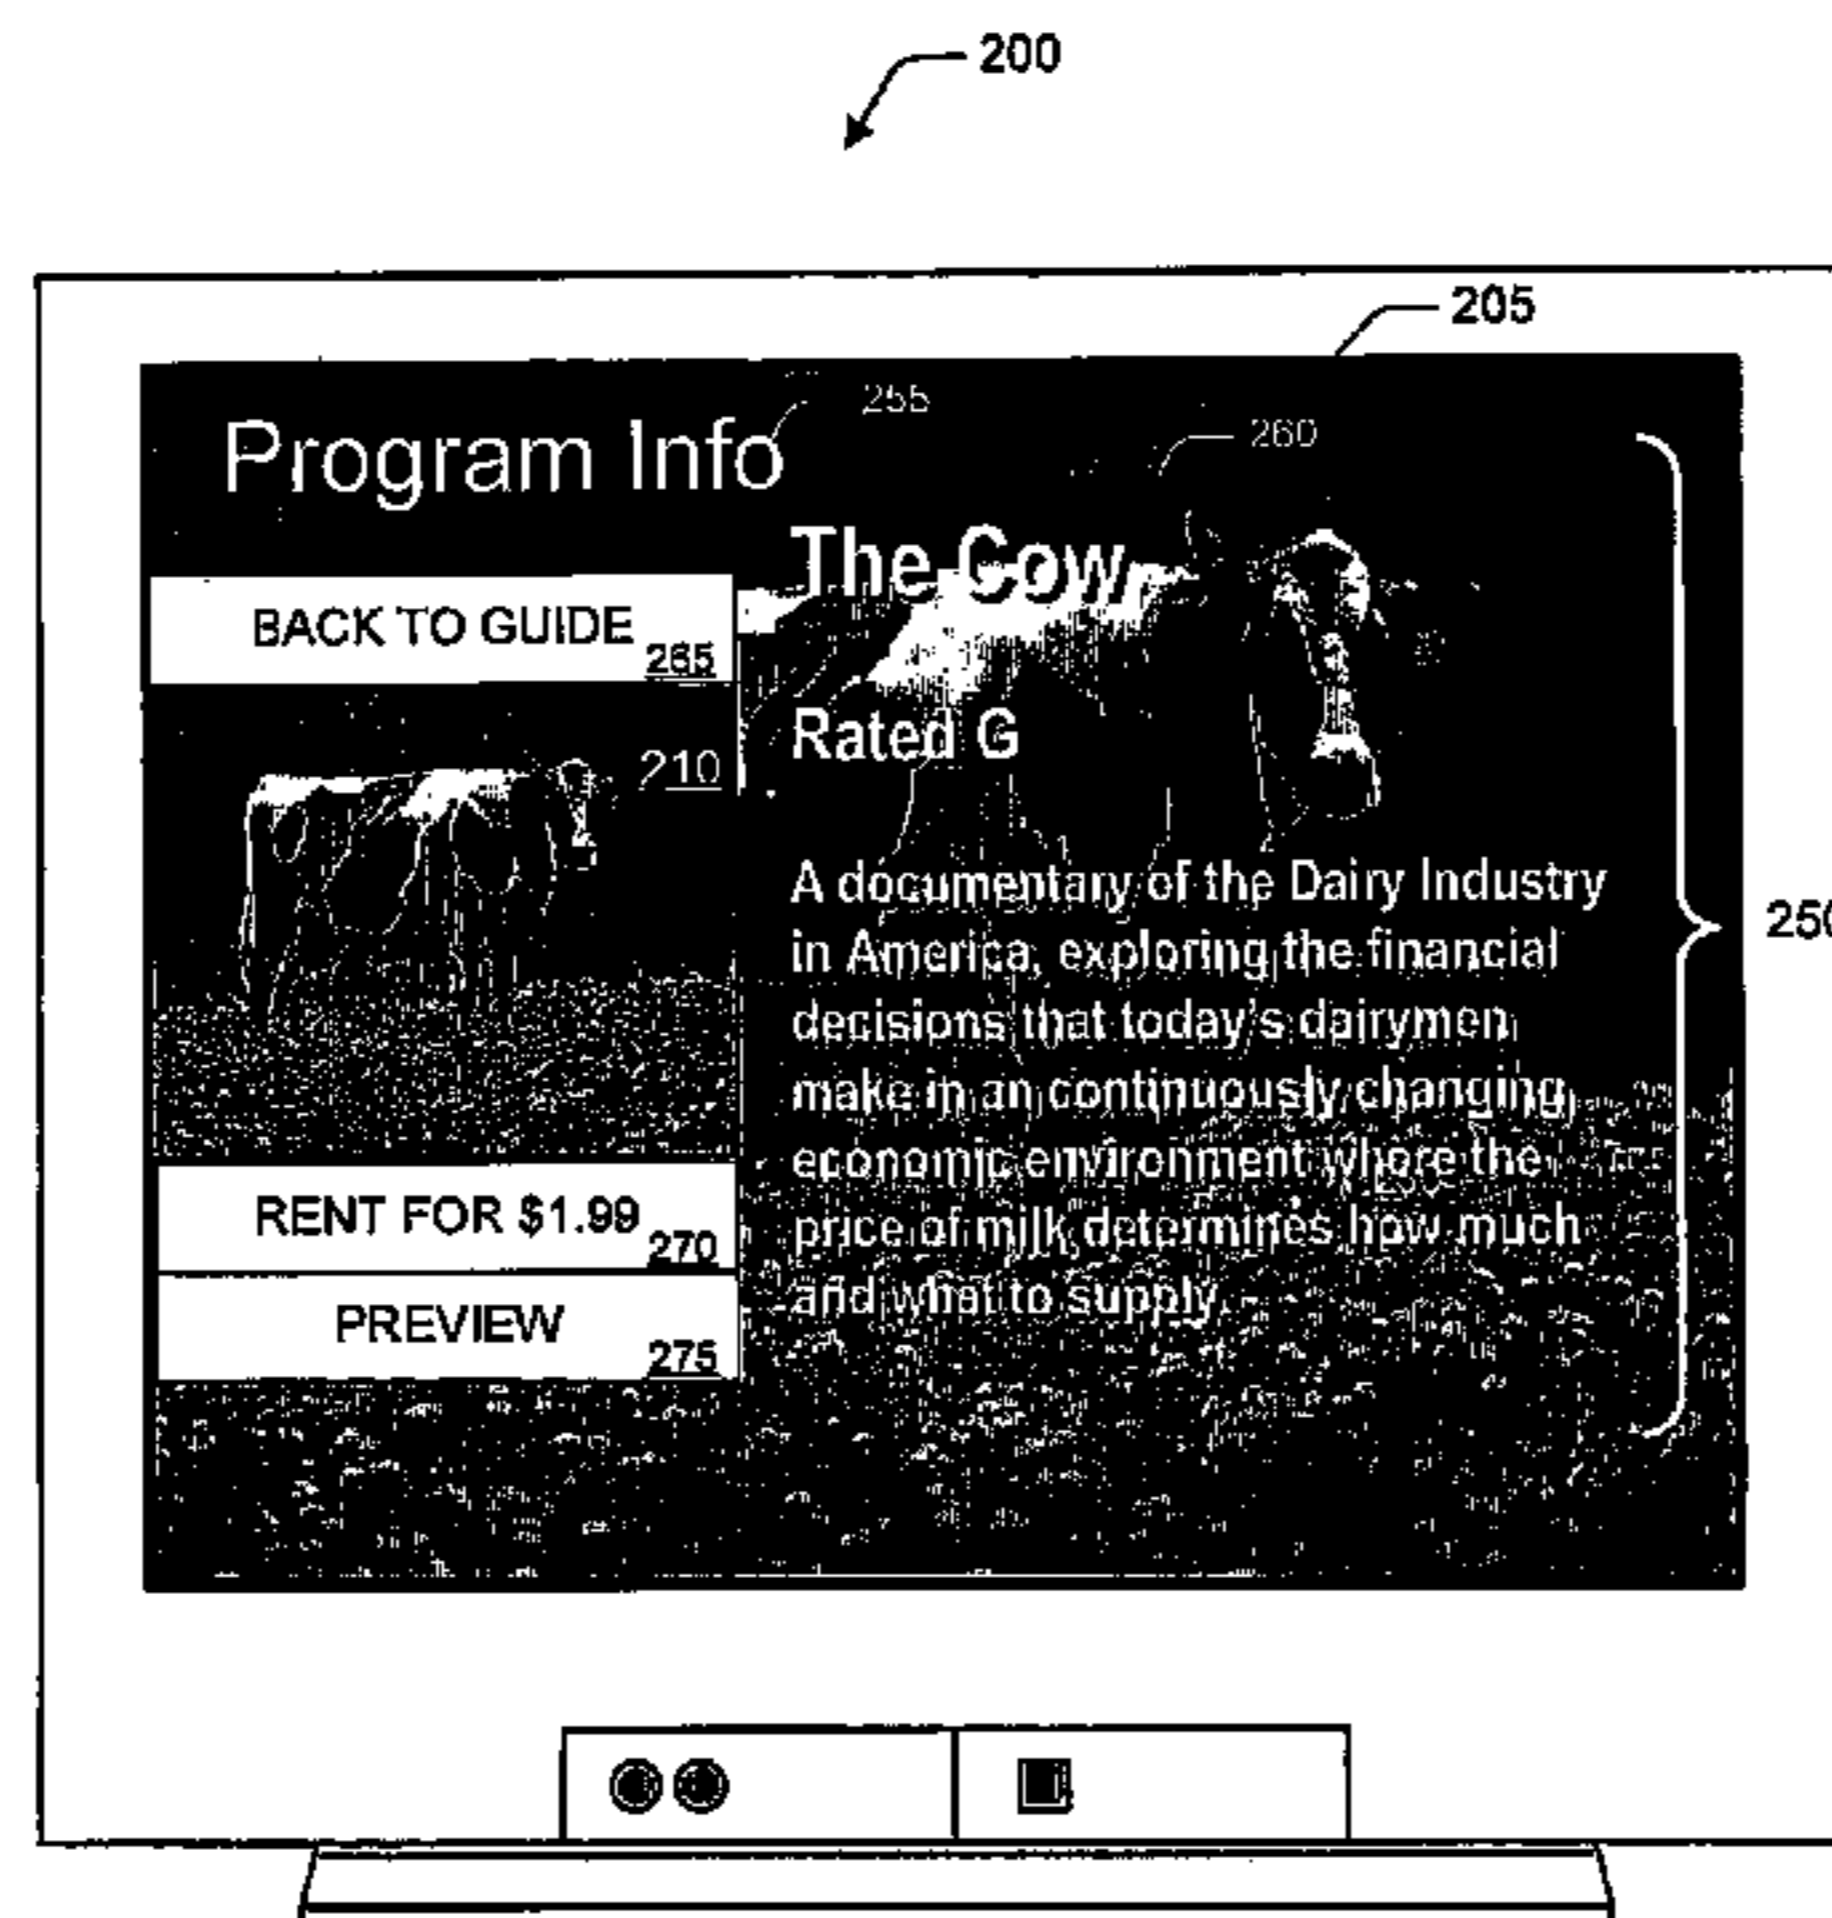 200
205
255
Program Info
260
The Cow
BACK TO GUIDE
265
Rated G
210
A documentary of the Dairy Industry
in America, exploring the financial
decisions that today's dairymen
make in an continuously changing
economic environment where the
price of milk determines how much
and what to supply.
250
RENT FOR $1.99
270
PREVIEW
275